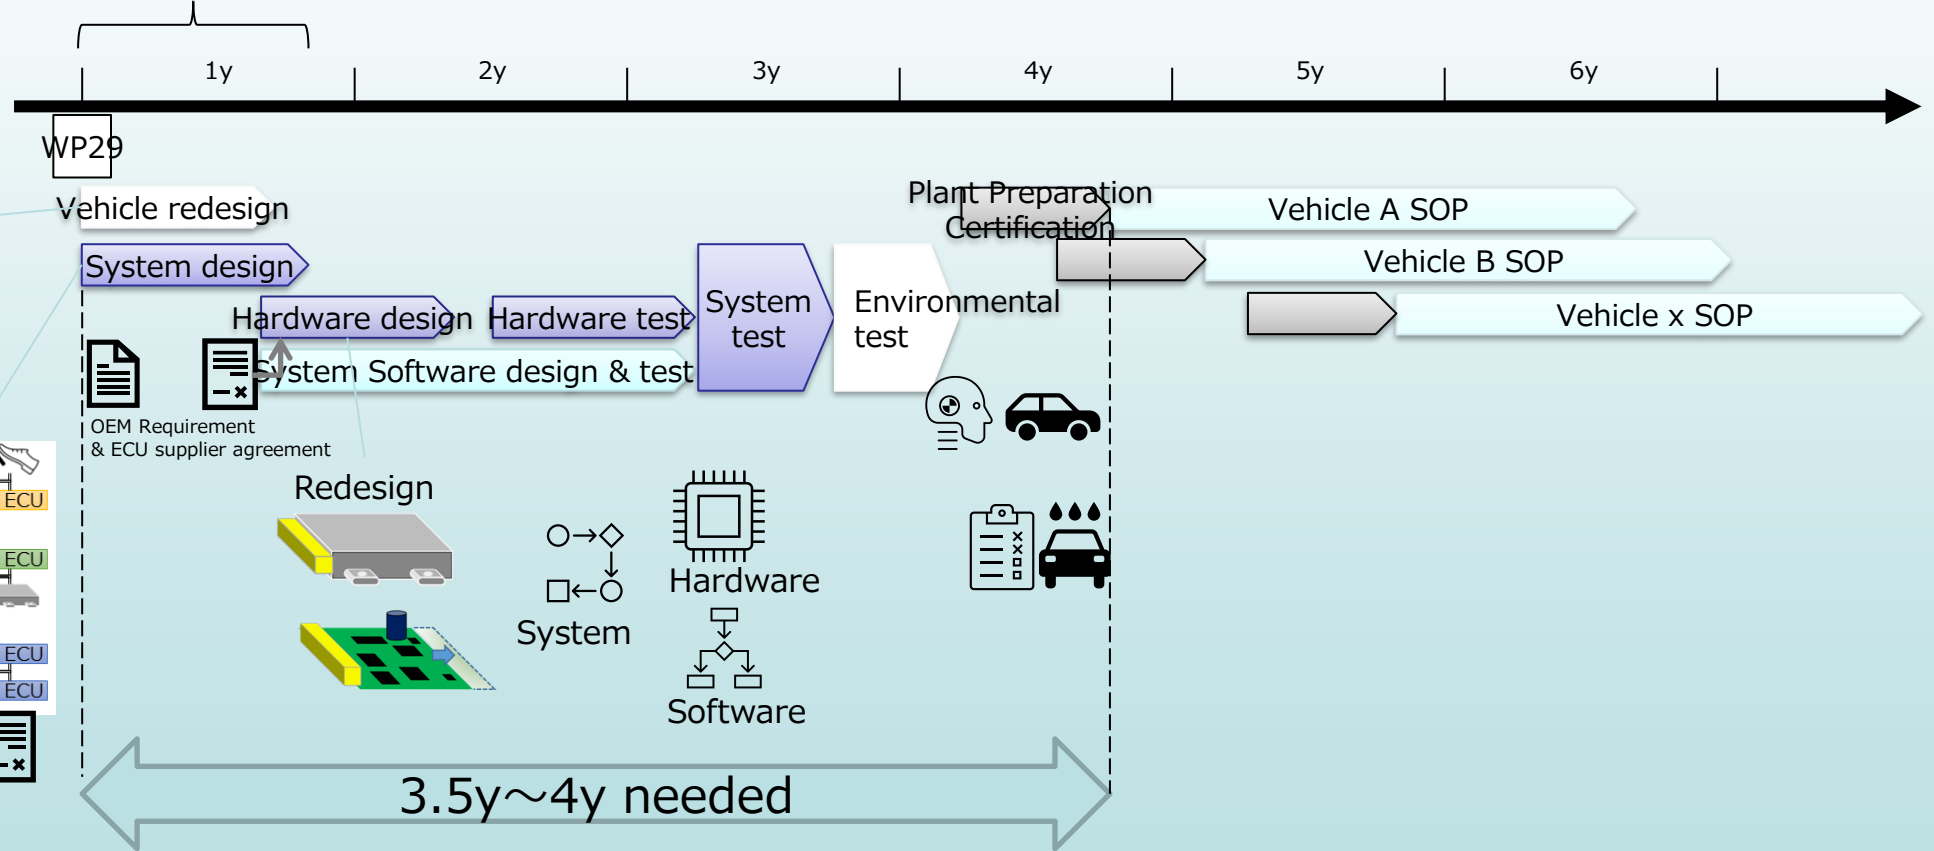 1y
2y
3y
4y
5y
6y
WP29
Vehicle redesign
Plant Preparation
Certification
Vehicle A SOP
System design
Vehicle B SOP
Hardware design
Hardware test
System
test
Environmental
test
Vehicle x SOP
System Software design & test
OEM Requirement
& ECU supplier agreement
Redesign
ECU
ECU
ECU
ECU
Hardware
System
Software
3.5y～4y needed